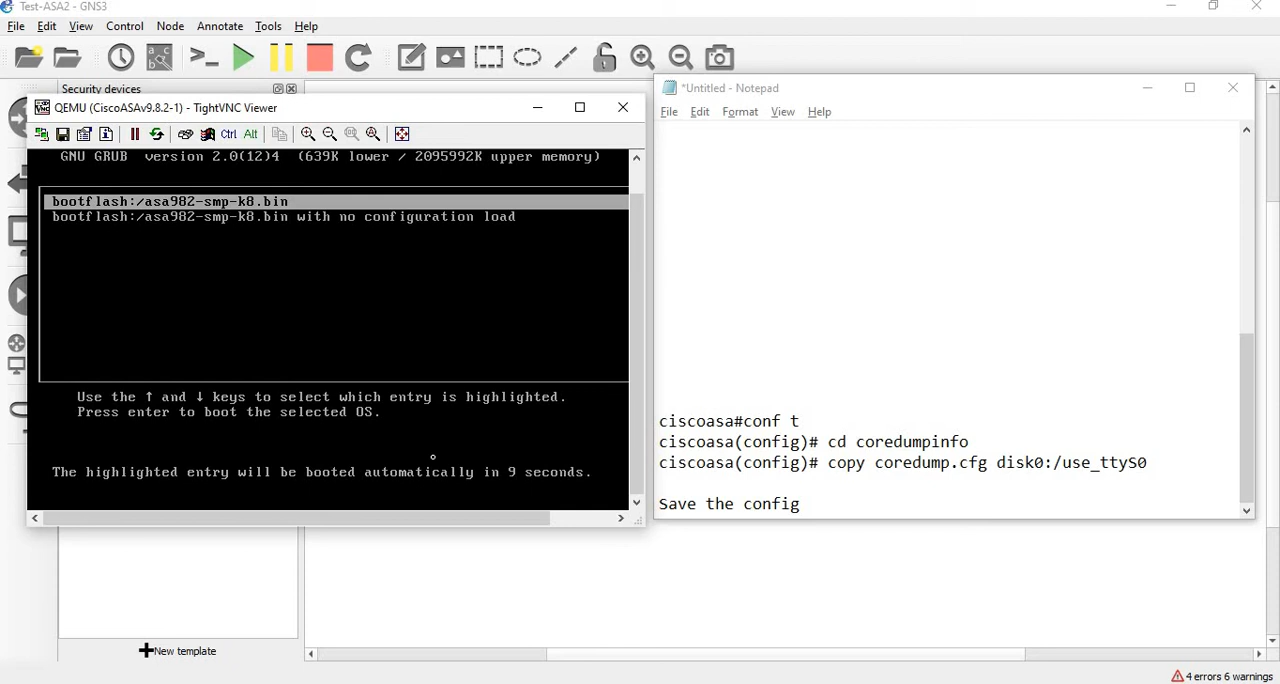 Test-ASA2 - GNS3
File Edit View Control Node Annotate Tools Help
Security devices
QEMU (CiscoASAv9.8.2-1) - TightVNC Viewer
Ctrl Alt
GNU GRUB version 2.0(12)4 (639K lower / 2095992K upper memory)
bootflash:/asa982-smp-k8.bin
bootflash:/asa982-smp-k8.bin with no configuration load
Use the ↑ and ↓ keys to select which entry is highlighted.
Press enter to boot the selected OS.
The highlighted entry will be booted automatically in 9 seconds.
*Untitled - Notepad
File Edit Format View Help
ciscoasa#conf t
ciscoasa(config)# cd coredumpinfo
ciscoasa(config)# copy coredump.cfg disk0:/use_ttyS0
Save the config
New template
4 errors 6 warnings